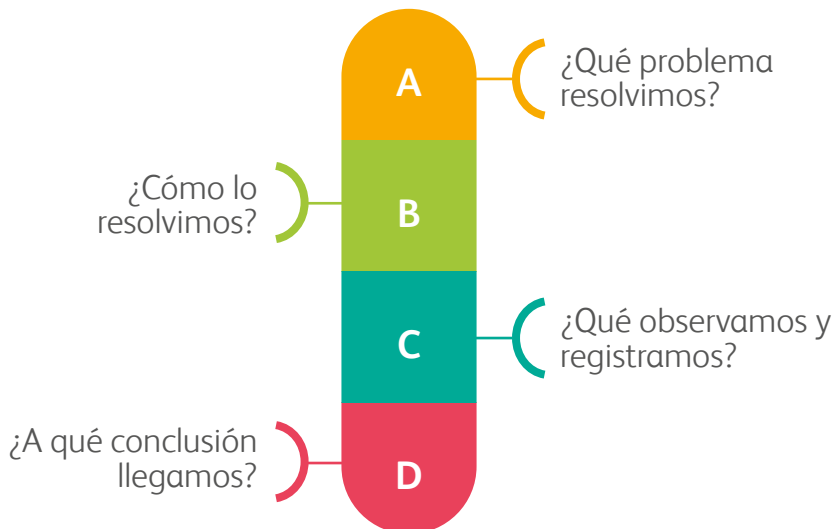 A
¿Qué problema
resolvimos?
¿Cómo lo
resolvimos?
B
C
¿Qué observamos y
registramos?
¿A qué conclusión
llegamos?
D